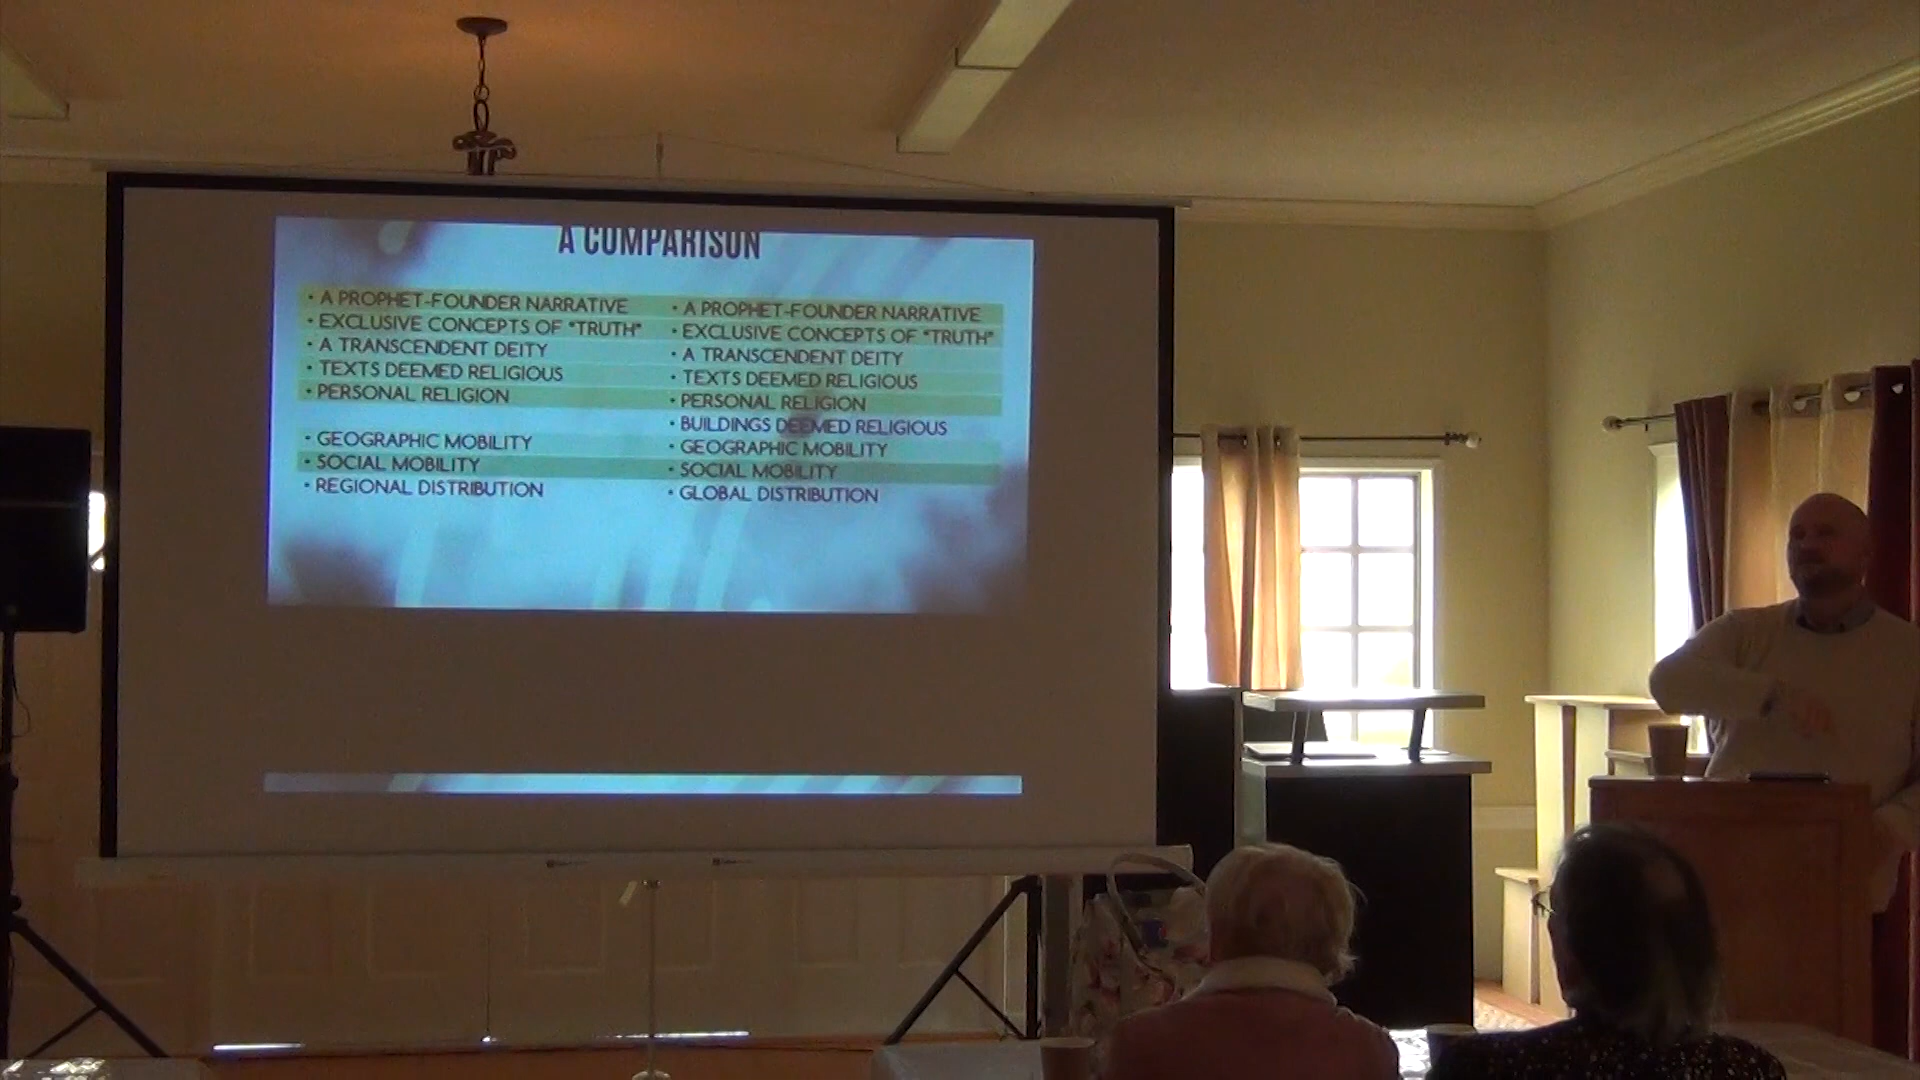 A COMPARISON
• A PROPHET-FOUNDER NARRATIVE
• EXCLUSIVE CONCEPTS OF "TRUTH"
• A TRANSCENDENT DEITY
• TEXTS DEEMED RELIGIOUS
• PERSONAL RELIGION
• GEOGRAPHIC MOBILITY
• SOCIAL MOBILITY
• REGIONAL DISTRIBUTION
• A PROPHET-FOUNDER NARRATIVE
• EXCLUSIVE CONCEPTS OF "TRUTH"
• A TRANSCENDENT DEITY
• TEXTS DEEMED RELIGIOUS
• PERSONAL RELIGION
• BUILDINGS DEEMED RELIGIOUS
• GEOGRAPHIC MOBILITY
• SOCIAL MOBILITY
• GLOBAL DISTRIBUTION